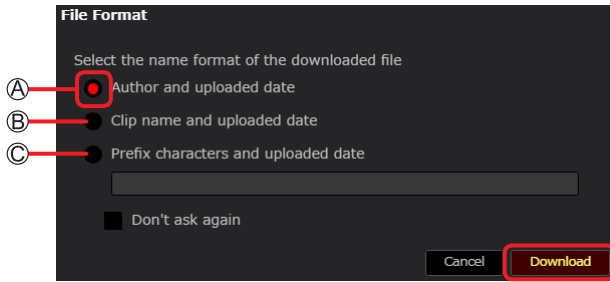 File Format
Select the name format of the downloaded file
A Author and uploaded date
B Clip name and uploaded date
C Prefix characters and uploaded date
Don't ask again
Cancel Download